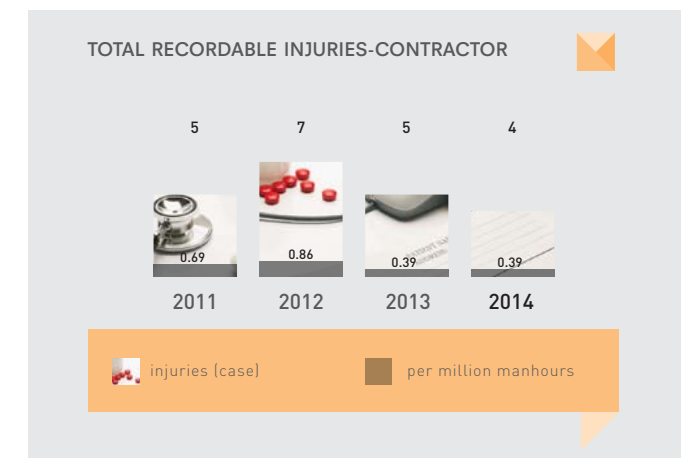 TOTAL RECORDABLE INJURIES-CONTRACTOR
5 7 5 4
0.69 0.86 0.39 0.39
2011 2012 2013 2014
injuries (case) per million manhours